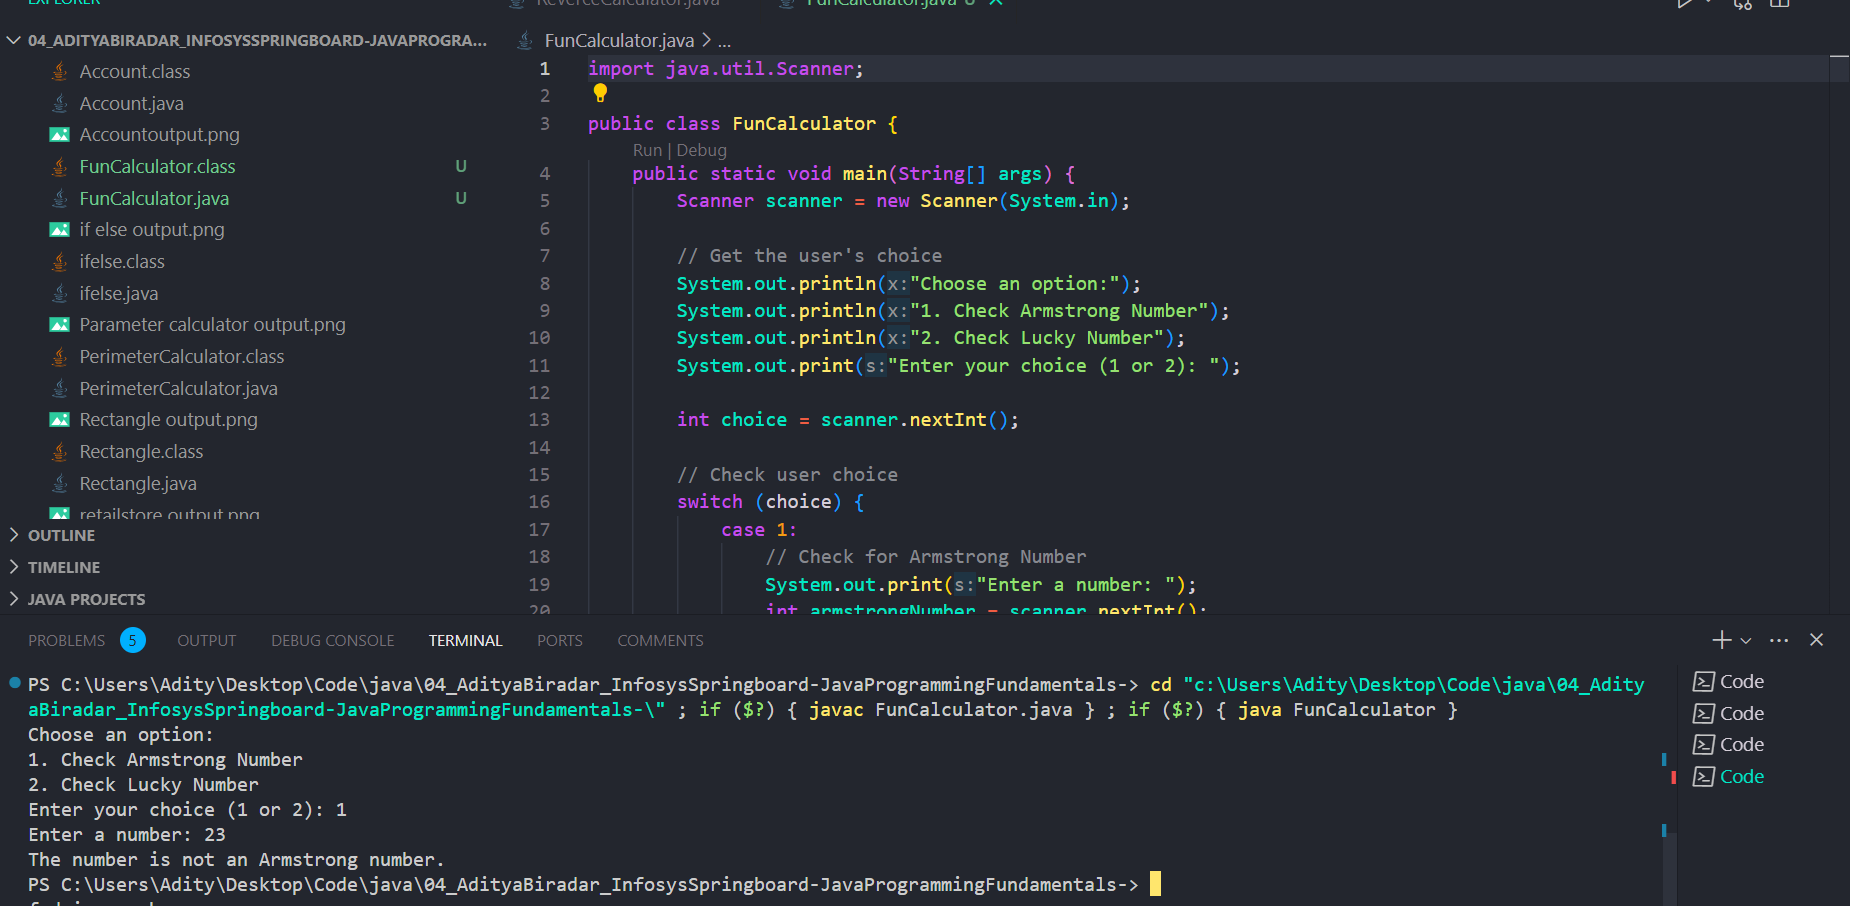 EXPLORER
ReverceCalculator.java
FunCalculator.java U
04_ADITYABIRADAR_INFOSYSSPRINGBOARD-JAVAPROGRA...
Account.class
Account.java
Accountoutput.png
FunCalculator.class U
FunCalculator.java U
if else output.png
ifelse.class
ifelse.java
Parameter calculator output.png
PerimeterCalculator.class
PerimeterCalculator.java
Rectangle output.png
Rectangle.class
Rectangle.java
retailstore output.png
OUTLINE
TIMELINE
JAVA PROJECTS
FunCalculator.java > ...
1 import java.util.Scanner;
2
3 public class FunCalculator {
Run | Debug
4 public static void main(String[] args) {
5 Scanner scanner = new Scanner(System.in);
6
7 // Get the user's choice
8 System.out.println(x:"Choose an option:");
9 System.out.println(x:"1. Check Armstrong Number");
10 System.out.println(x:"2. Check Lucky Number");
11 System.out.print(s:"Enter your choice (1 or 2): ");
12
13 int choice = scanner.nextInt();
14
15 // Check user choice
16 switch (choice) {
17 case 1:
18 // Check for Armstrong Number
19 System.out.print(s:"Enter a number: ");
20 int armstrongNumber = scanner.nextInt();
PROBLEMS 5 OUTPUT DEBUG CONSOLE TERMINAL PORTS COMMENTS
PS C:\Users\Adity\Desktop\Code\java\04_AdityaBiradar_InfosysSpringboard-JavaProgrammingFundamentals-> cd "c:\Users\Adity\Desktop\Code\java\04_Adity
aBiradar_InfosysSpringboard-JavaProgrammingFundamentals-\" ; if ($?) { javac FunCalculator.java } ; if ($?) { java FunCalculator }
Choose an option:
1. Check Armstrong Number
2. Check Lucky Number
Enter your choice (1 or 2): 1
Enter a number: 23
The number is not an Armstrong number.
PS C:\Users\Adity\Desktop\Code\java\04_AdityaBiradar_InfosysSpringboard-JavaProgrammingFundamentals->
Code
Code
Code
Code